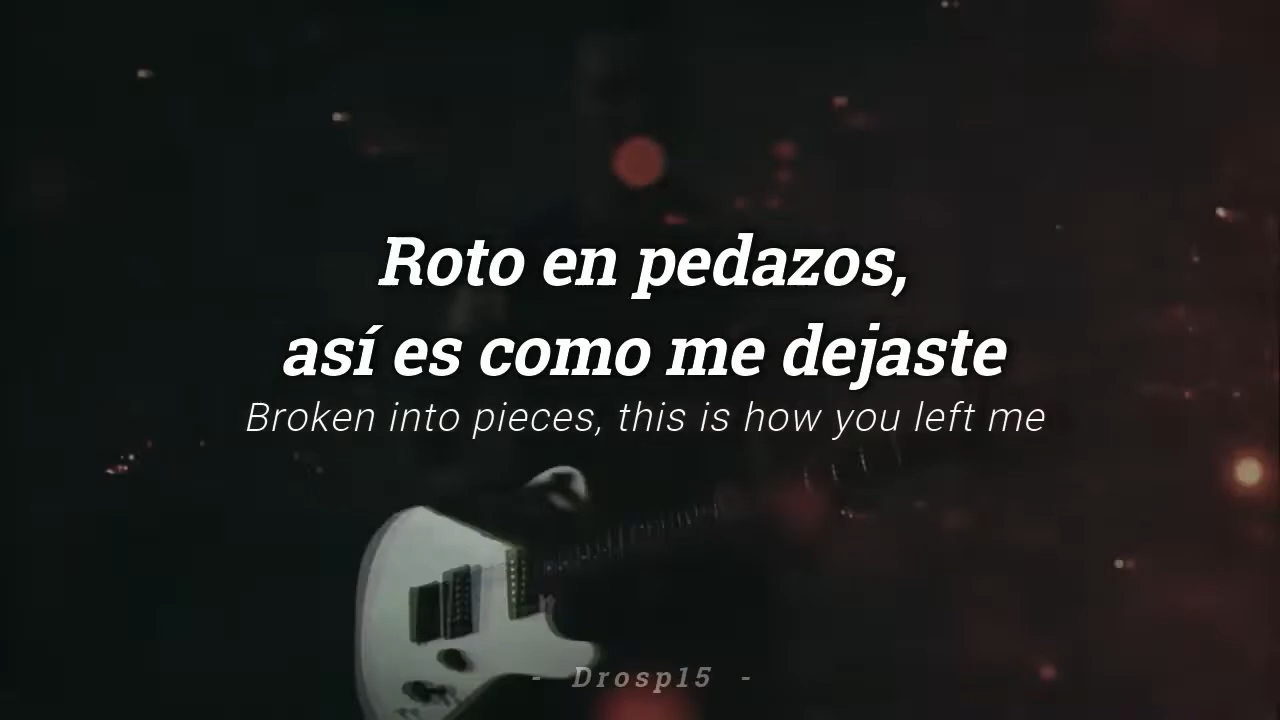 Roto en pedazos,
así es como me dejaste
Broken into pieces, this is how you left me
- Drosp15 -